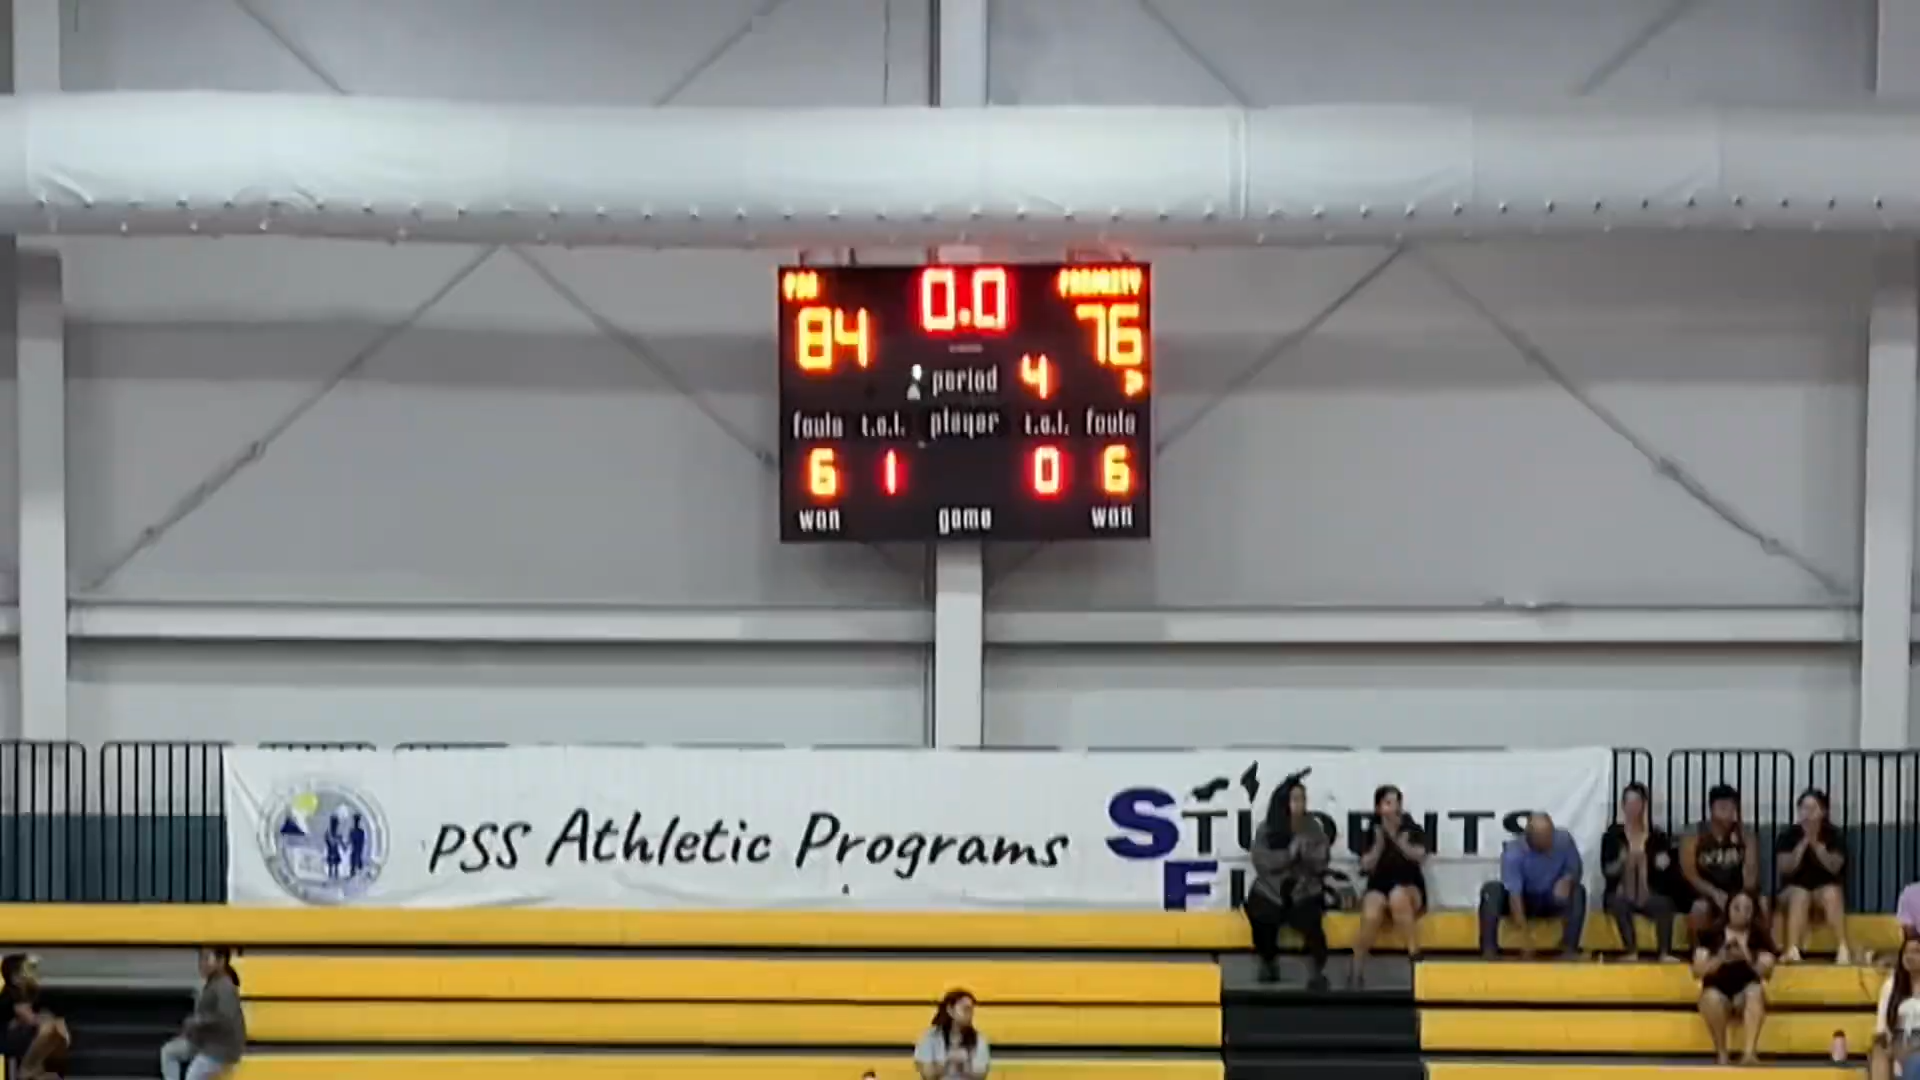 0.0
84 76
period 4
fouls t.o.l. player t.o.l. fouls
6 1 0 6
won game won
PSS Athletic Programs
STUDENTS